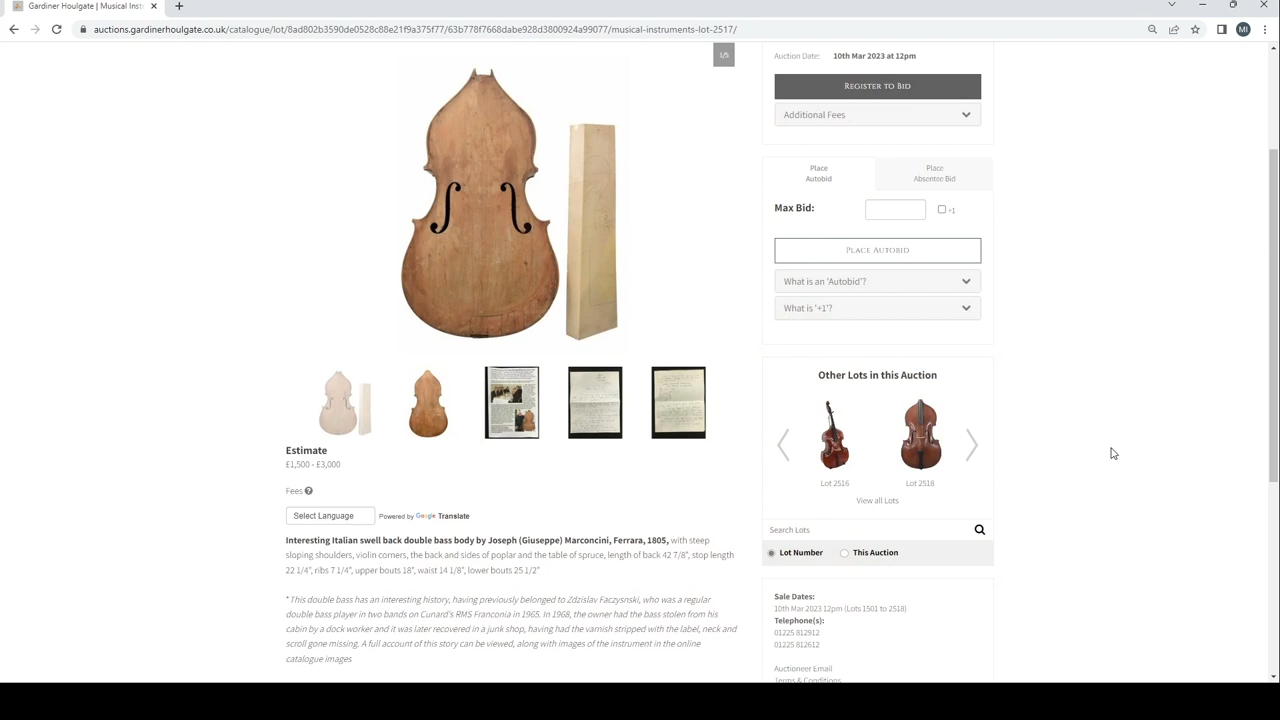 Gardiner Houlgate | Musical Inst
MI
auctions.gardinerhoulgate.co.uk/catalogue/lot/8ad802b3590de0528c88e21f9a375f77/63b778f7668dabe928d3800924a99077/musical-instruments-lot-2517/
1/5
Auction Date: 10th Mar 2023 at 12pm
REGISTER TO BID
Additional Fees
Place
Autobid
Place
Absentee Bid
Max Bid:
+1
PLACE AUTOBID
What is an 'Autobid'?
What is '+1'?
Other Lots in this Auction
Lot 2516
Lot 2518
View all Lots
Search Lots
Lot Number
This Auction
Sale Dates:
10th Mar 2023 12pm (Lots 1501 to 2518)
Telephone(s):
01225 812912
01225 812612
Auctioneer Email
Terms & Conditions
Estimate
£1,500 - £3,000
Fees
Select Language
Powered by Google Translate
Interesting Italian swell back double bass body by Joseph (Giuseppe) Marconcini, Ferrara, 1805, with steep
sloping shoulders, violin corners, the back and sides of poplar and the table of spruce, length of back 42 7/8", stop length
22 1/4", ribs 7 1/4", upper bouts 18", waist 14 1/8", lower bouts 25 1/2"
*This double bass has an interesting history, having previously belonged to Zdzislav Faczysnski, who was a regular
double bass player in two bands on Cunard's RMS Franconia in 1965. In 1968, the owner had the bass stolen from his
cabin by a dock worker and it was later recovered in a junk shop, having had the varnish stripped with the label, neck and
scroll gone missing. A full account of this story can be viewed, along with images of the instrument in the online
catalogue images